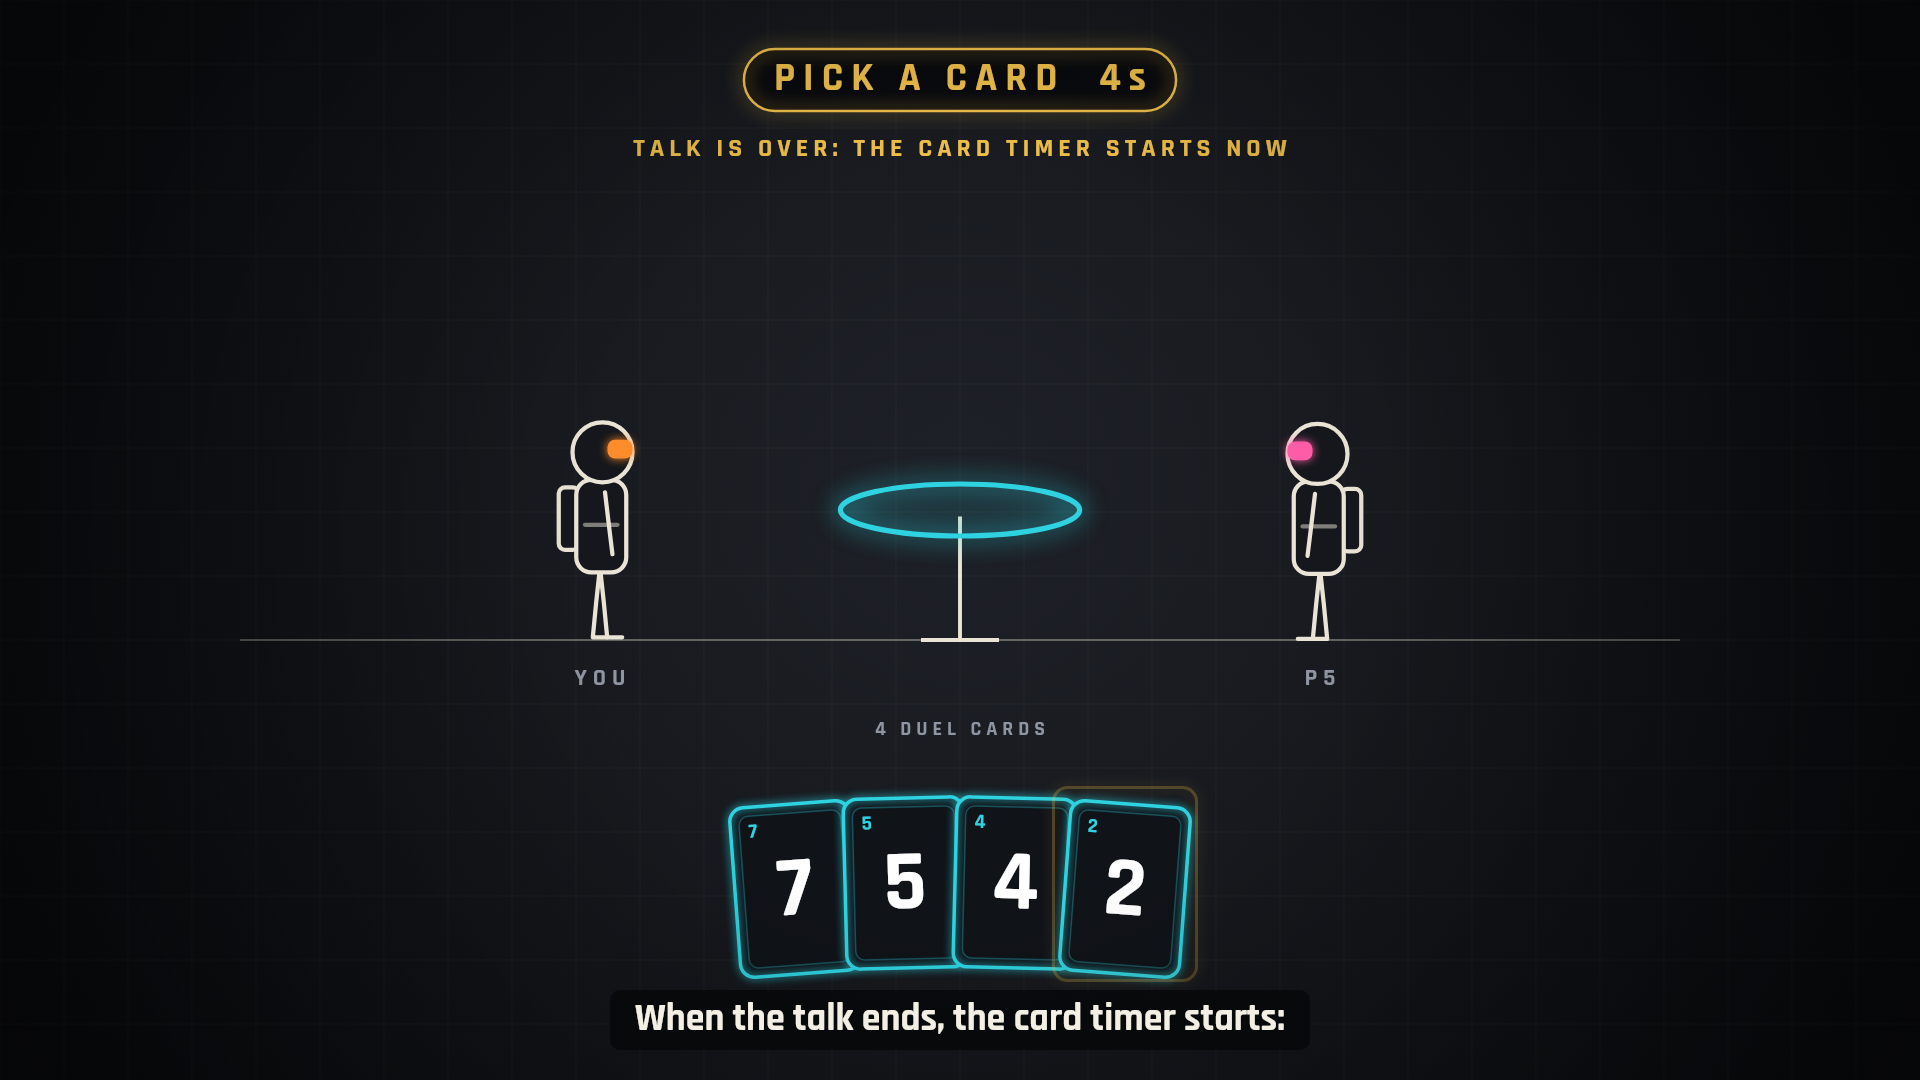 PICK A CARD 4s
TALK IS OVER: THE CARD TIMER STARTS NOW
YOU
P5
4 DUEL CARDS
7
7
5
5
4
4
2
2
When the talk ends, the card timer starts: